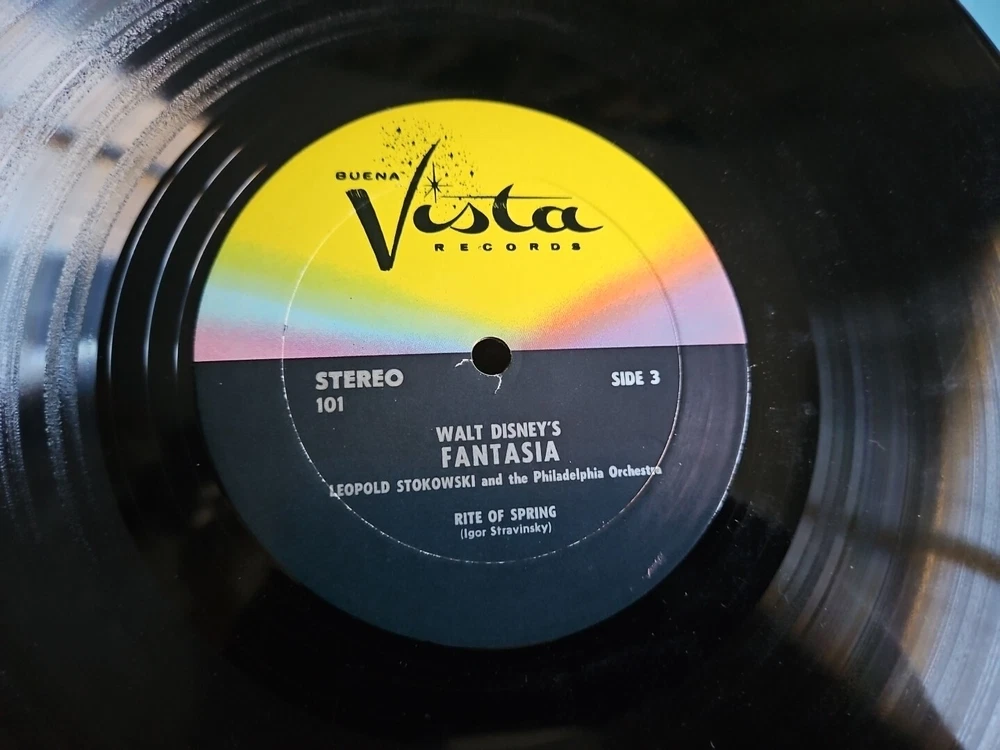 BUENA
Vista
RECORDS
STEREO SIDE 3
101
WALT DISNEY'S
FANTASIA
LEOPOLD STOKOWSKI and the Philadelphia Orchestra
RITE OF SPRING
(Igor Stravinsky)